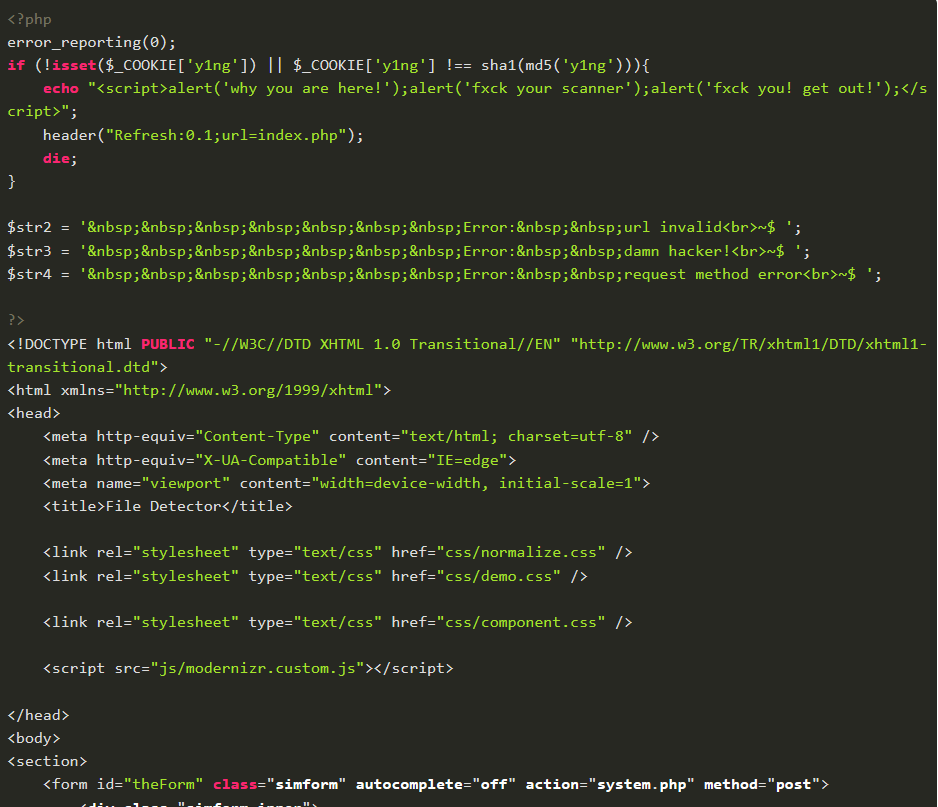 <?php
error_reporting(0);
if (!isset($_COOKIE['y1ng']) || $_COOKIE['y1ng'] !== sha1(md5('y1ng'))){
    echo "<script>alert('why you are here!');alert('fxck your scanner');alert('fxck you! get out!');</s
cript>";
    header("Refresh:0.1;url=index.php");
    die;
}

$str2 = '&nbsp;&nbsp;&nbsp;&nbsp;&nbsp;&nbsp;&nbsp;Error:&nbsp;&nbsp;url invalid<br>~$ ';
$str3 = '&nbsp;&nbsp;&nbsp;&nbsp;&nbsp;&nbsp;&nbsp;Error:&nbsp;&nbsp;damn hacker!<br>~$ ';
$str4 = '&nbsp;&nbsp;&nbsp;&nbsp;&nbsp;&nbsp;&nbsp;Error:&nbsp;&nbsp;request method error<br>~$ ';

?>
<!DOCTYPE html PUBLIC "-//W3C//DTD XHTML 1.0 Transitional//EN" "http://www.w3.org/TR/xhtml1/DTD/xhtml1-
transitional.dtd">
<html xmlns="http://www.w3.org/1999/xhtml">
<head>
    <meta http-equiv="Content-Type" content="text/html; charset=utf-8" />
    <meta http-equiv="X-UA-Compatible" content="IE=edge">
    <meta name="viewport" content="width=device-width, initial-scale=1">
    <title>File Detector</title>

    <link rel="stylesheet" type="text/css" href="css/normalize.css" />
    <link rel="stylesheet" type="text/css" href="css/demo.css" />

    <link rel="stylesheet" type="text/css" href="css/component.css" />

    <script src="js/modernizr.custom.js"></script>

</head>
<body>
<section>
    <form id="theForm" class="simform" autocomplete="off" action="system.php" method="post">
        <div class="simform-inner">